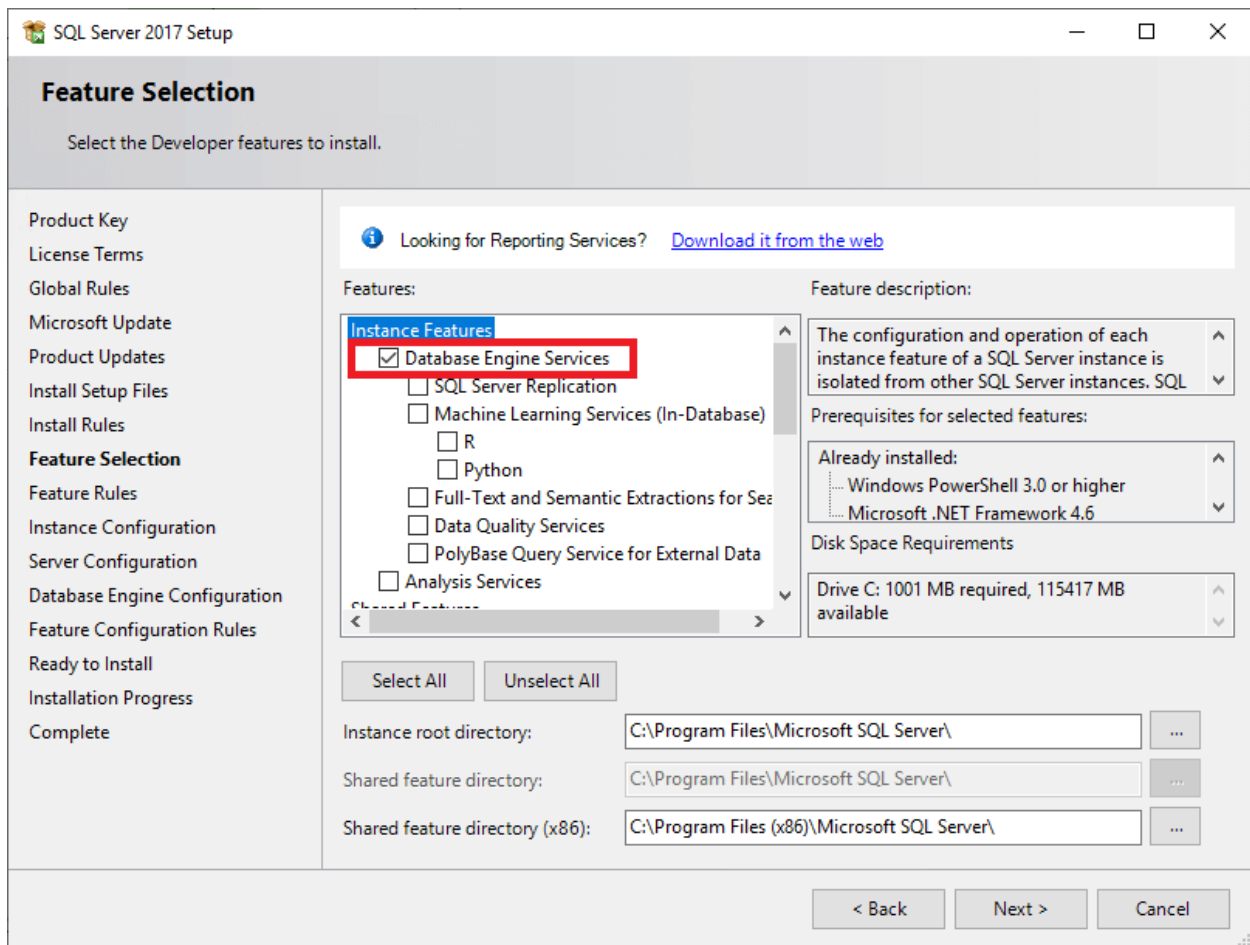 SQL Server 2017 Setup
Feature Selection
Select the Developer features to install.
Product Key
License Terms
Global Rules
Microsoft Update
Product Updates
Install Setup Files
Install Rules
Feature Selection
Feature Rules
Instance Configuration
Server Configuration
Database Engine Configuration
Feature Configuration Rules
Ready to Install
Installation Progress
Complete
Looking for Reporting Services? Download it from the web
Features:
Instance Features
Database Engine Services
SQL Server Replication
Machine Learning Services (In-Database)
R
Python
Full-Text and Semantic Extractions for Sea
Data Quality Services
PolyBase Query Service for External Data
Analysis Services
Shared Features
Feature description:
The configuration and operation of each
instance feature of a SQL Server instance is
isolated from other SQL Server instances. SQL
Prerequisites for selected features:
Already installed:
Windows PowerShell 3.0 or higher
Microsoft .NET Framework 4.6
Disk Space Requirements
Drive C: 1001 MB required, 115417 MB
available
Select All
Unselect All
Instance root directory:
C:\Program Files\Microsoft SQL Server\
...
Shared feature directory:
C:\Program Files\Microsoft SQL Server\
...
Shared feature directory (x86):
C:\Program Files (x86)\Microsoft SQL Server\
...
< Back
Next >
Cancel